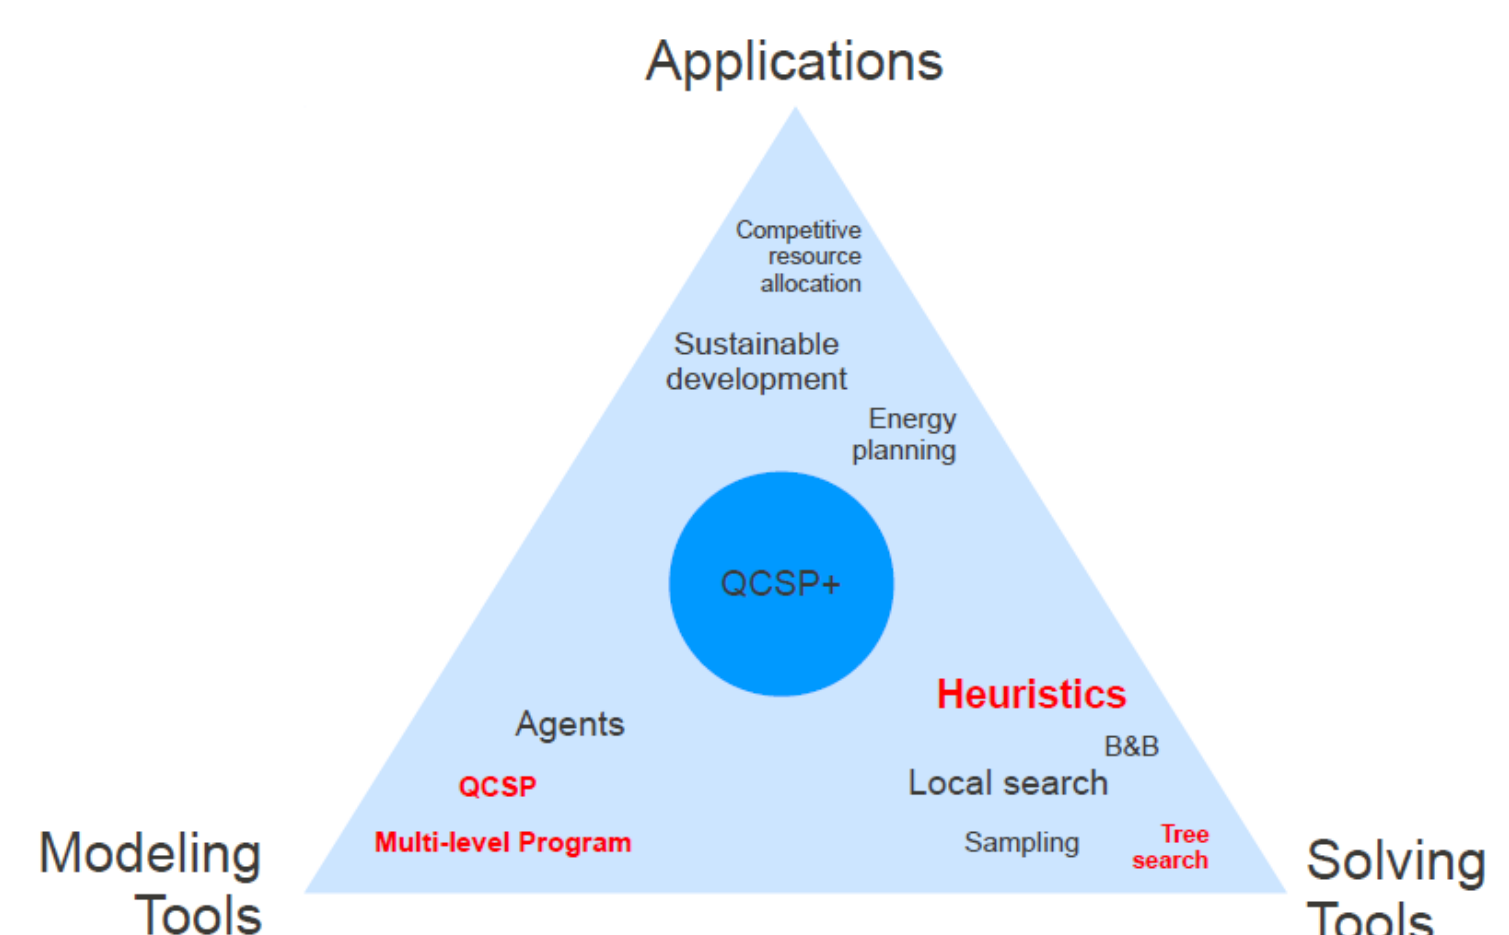 Applications
Competitive
resource
allocation
Sustainable
development
Energy
planning
QCSP+
Heuristics
Agents
B&B
QCSP
Local search
Multi-level Program
Sampling
Tree
search
Modeling
Tools
Solving
Tools